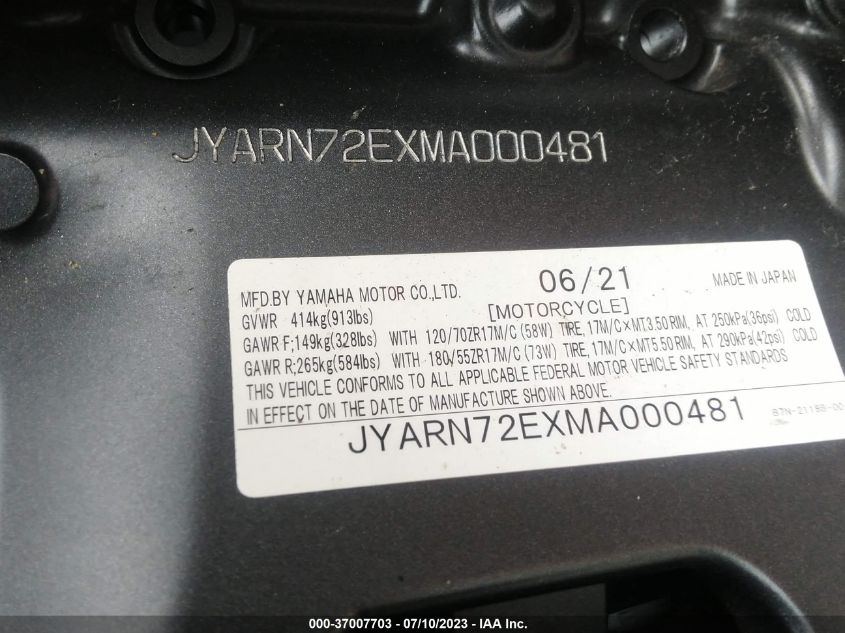 JYARN72EXMA000481
MFD.BY YAMAHA MOTOR CO.,LTD. 06/21 MADE IN JAPAN
[MOTORCYCLE]
GVWR 414kg(913lbs)
GAWR F;149kg(328lbs) WITH 120/70ZR17M/C (58W) TIRE,17M/C×MT3.50 RIM, AT 250kPa(36psi) COLD
GAWR R;265kg(584lbs) WITH 180/55ZR17M/C (73W) TIRE,17M/C×MT5.50 RIM, AT 290kPa(42psi) COLD
THIS VEHICLE CONFORMS TO ALL APPLICABLE FEDERAL MOTOR VEHICLE SAFETY STANDARDS
IN EFFECT ON THE DATE OF MANUFACTURE SHOWN ABOVE.
JYARN72EXMA000481
000-37007703 / 07/10/2023 - IAA Inc.